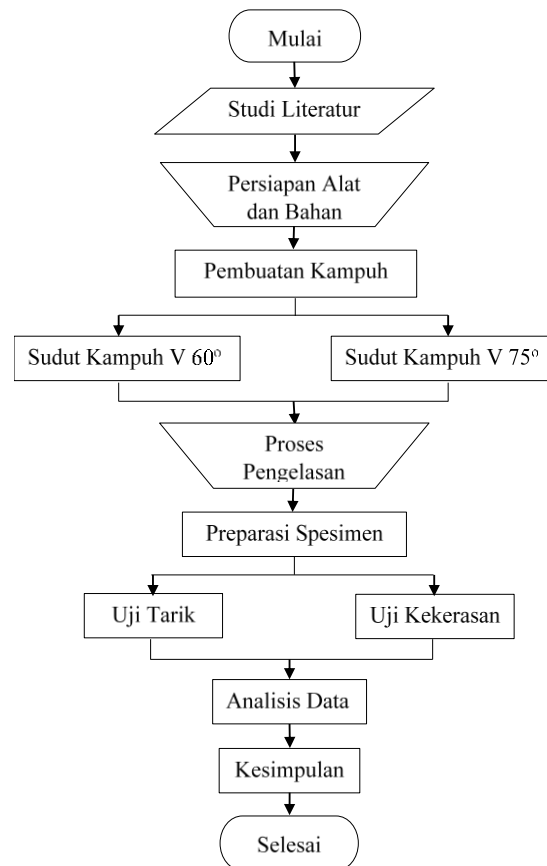 Mulai
Studi Literatur
Persiapan Alat
dan Bahan
Pembuatan Kampuh
Sudut Kampuh V 60°
Sudut Kampuh V 75°
Proses
Pengelasan
Preparasi Spesimen
Uji Tarik
Uji Kekerasan
Analisis Data
Kesimpulan
Selesai